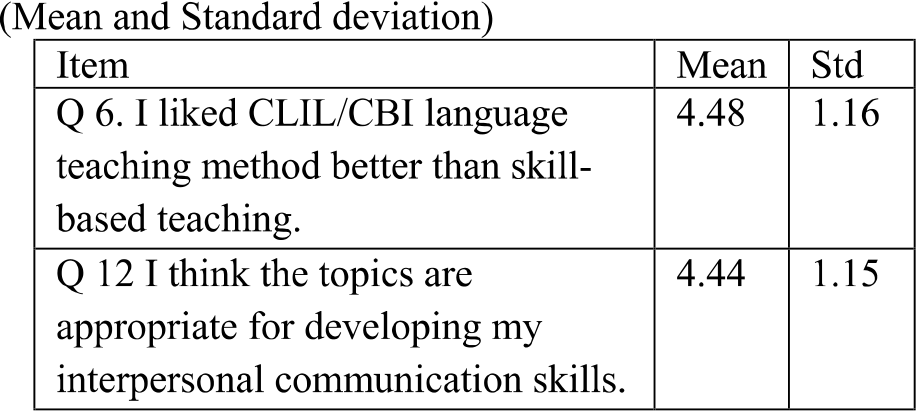 (Mean and Standard deviation)
Item Mean Std
Q 6. I liked CLIL/CBI language 4.48 1.16
teaching method better than skill-
based teaching.
Q 12 I think the topics are 4.44 1.15
appropriate for developing my
interpersonal communication skills.